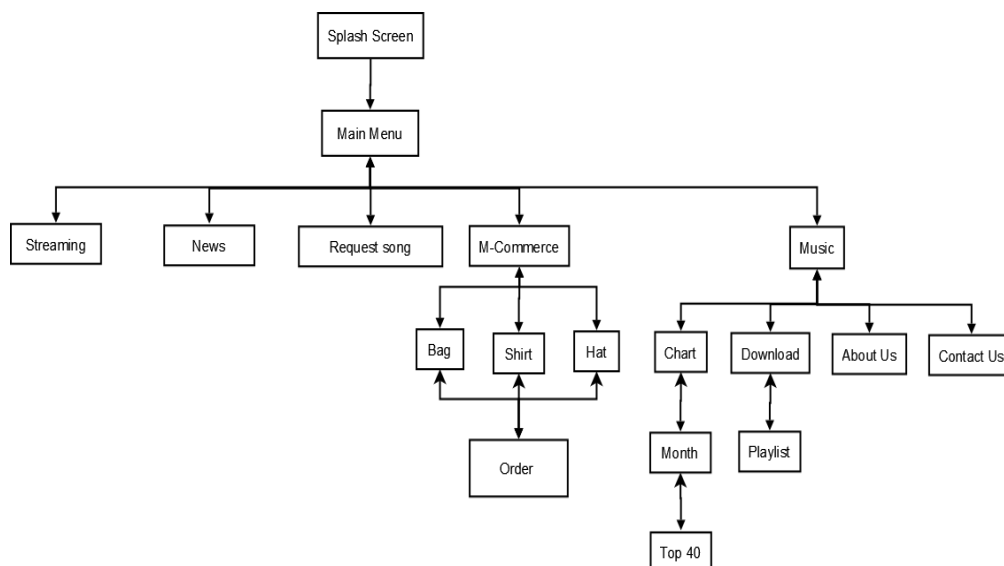 Splash Screen
Main Menu
Streaming
News
Request song
M-Commerce
Music
Bag
Shirt
Hat
Chart
Download
About Us
Contact Us
Order
Month
Playlist
Top 40